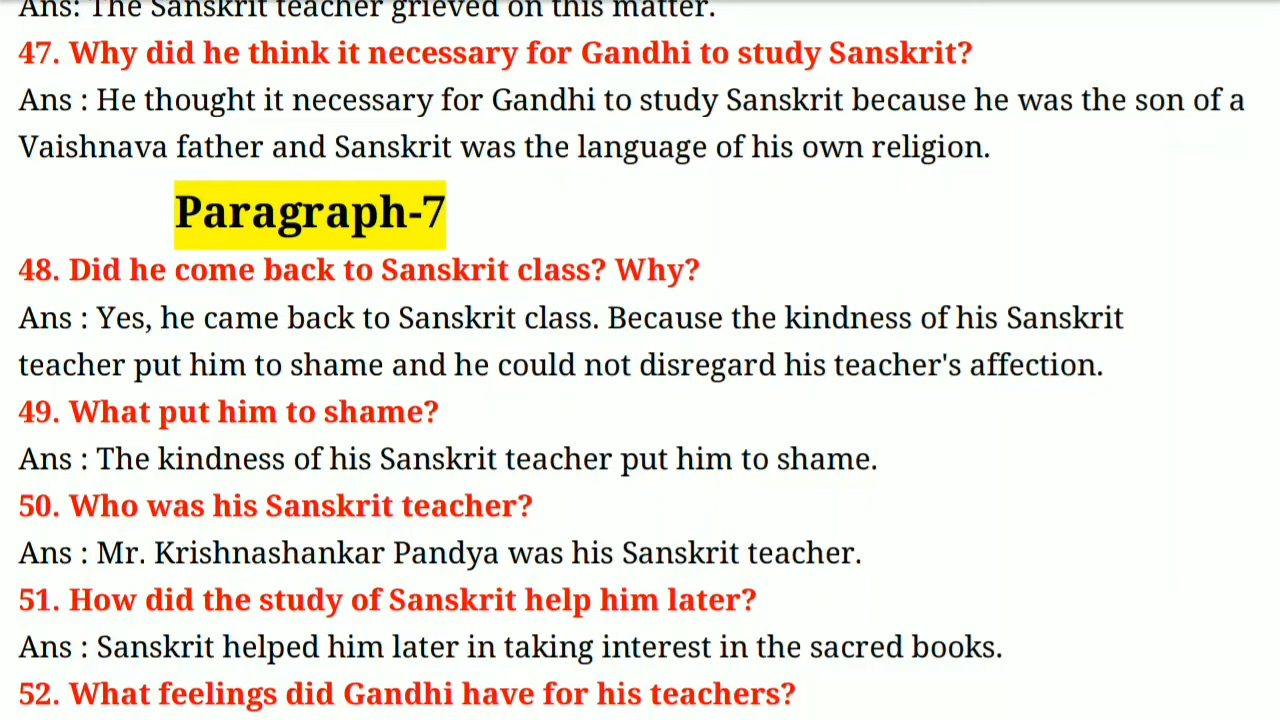 Ans: The Sanskrit teacher grieved on this matter.
47. Why did he think it necessary for Gandhi to study Sanskrit?
Ans : He thought it necessary for Gandhi to study Sanskrit because he was the son of a
Vaishnava father and Sanskrit was the language of his own religion.
Paragraph-7
48. Did he come back to Sanskrit class? Why?
Ans : Yes, he came back to Sanskrit class. Because the kindness of his Sanskrit
teacher put him to shame and he could not disregard his teacher's affection.
49. What put him to shame?
Ans : The kindness of his Sanskrit teacher put him to shame.
50. Who was his Sanskrit teacher?
Ans : Mr. Krishnashankar Pandya was his Sanskrit teacher.
51. How did the study of Sanskrit help him later?
Ans : Sanskrit helped him later in taking interest in the sacred books.
52. What feelings did Gandhi have for his teachers?